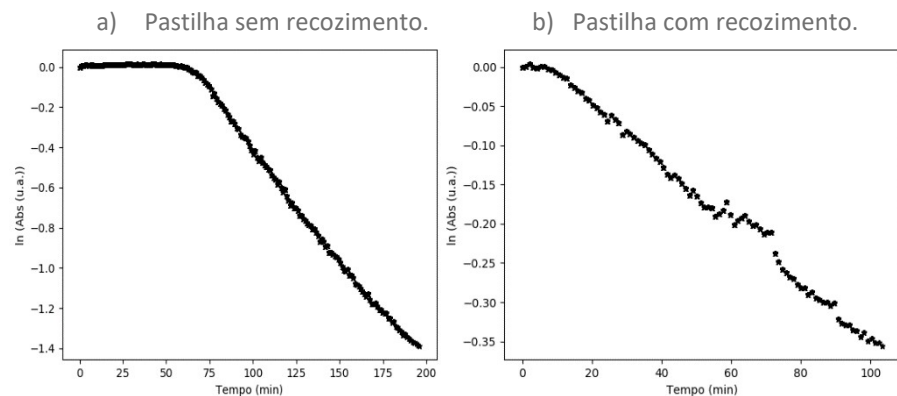 a) Pastilha sem recozimento.
b) Pastilha com recozimento.
0.0
−0.2
−0.4
−0.6
−0.8
−1.0
−1.2
−1.4
ln (Abs (u.a.))
0 25 50 75 100 125 150 175 200
Tempo (min)
0.00
−0.05
−0.10
−0.15
−0.20
−0.25
−0.30
−0.35
ln (Abs (u.a.))
0 20 40 60 80 100
Tempo (min)